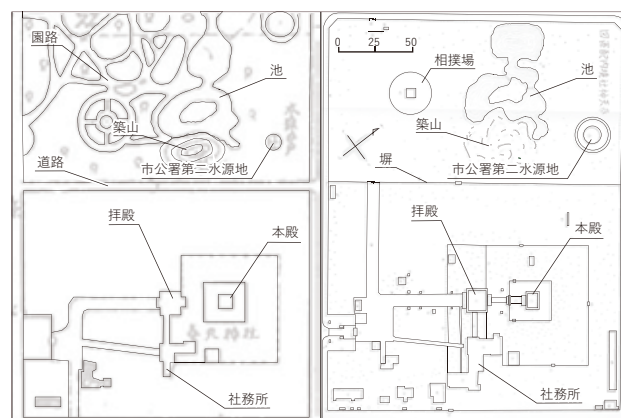 園路
池
築山
道路
市公署第二水源地
拝殿
本殿
社務所
0 25 50
相撲場
池
築山
塀
市公署第二水源地
拝殿
本殿
社務所